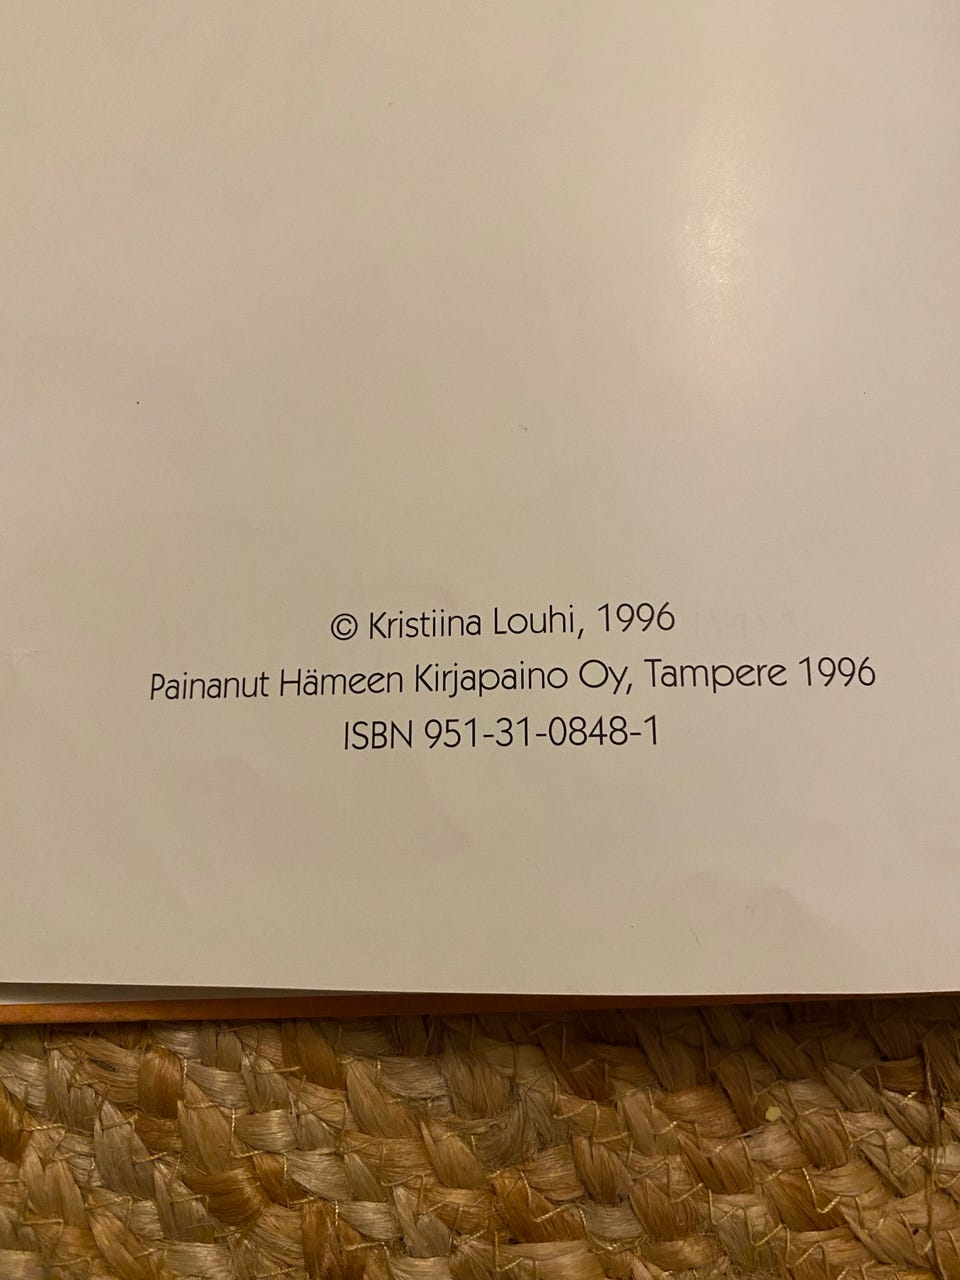 © Kristiina Louhi, 1996
Painanut Hämeen Kirjapaino Oy, Tampere 1996
ISBN 951-31-0848-1